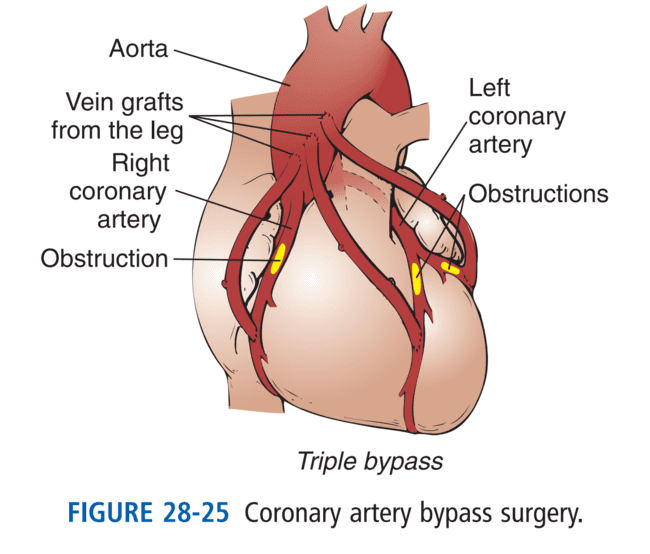 Aorta
Vein grafts
from the leg
Right
coronary
artery
Obstruction
Left
coronary
artery
Obstructions
Triple bypass
FIGURE 28-25 Coronary artery bypass surgery.